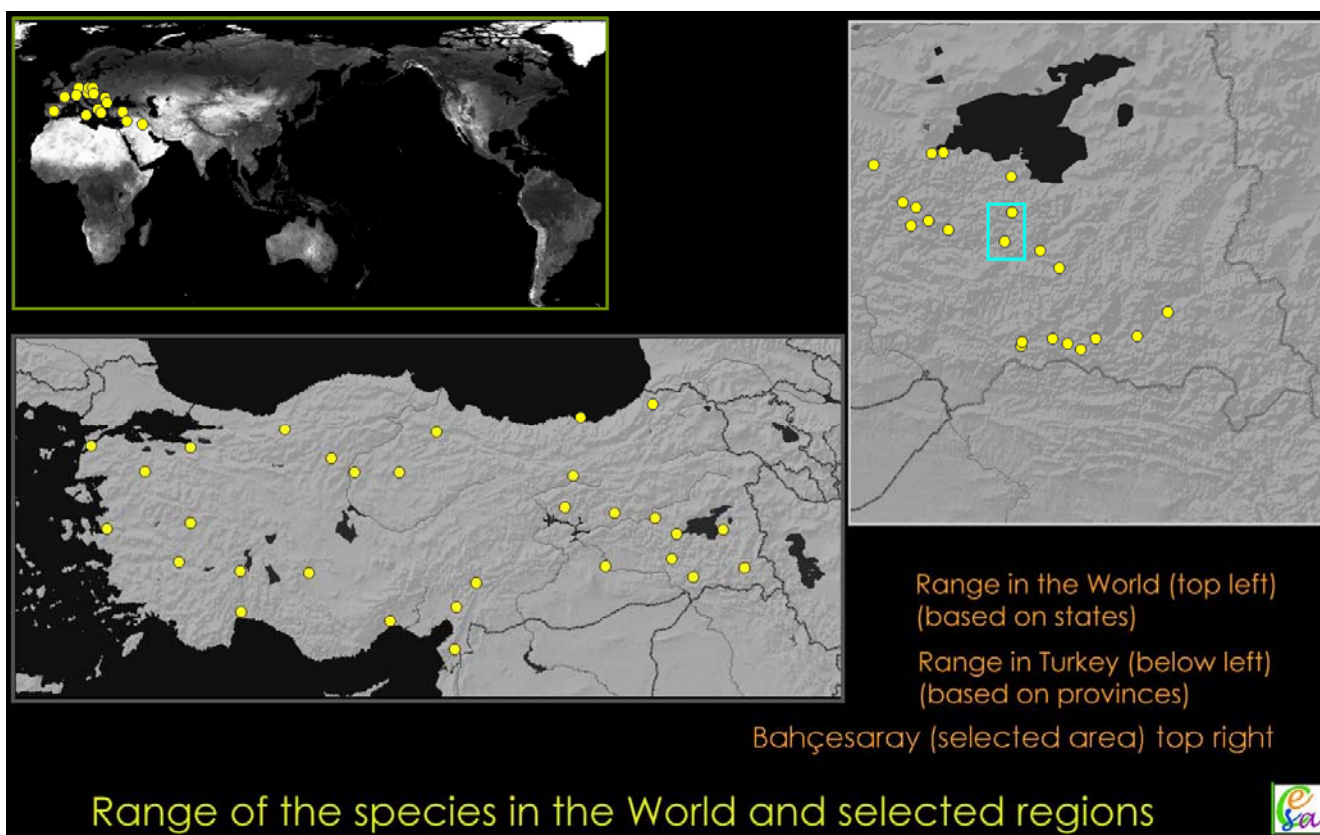 Range in the World (top left)
(based on states)
Range in Turkey (below left)
(based on provinces)
Bahçesaray (selected area) top right
Range of the species in the World and selected regions
esa